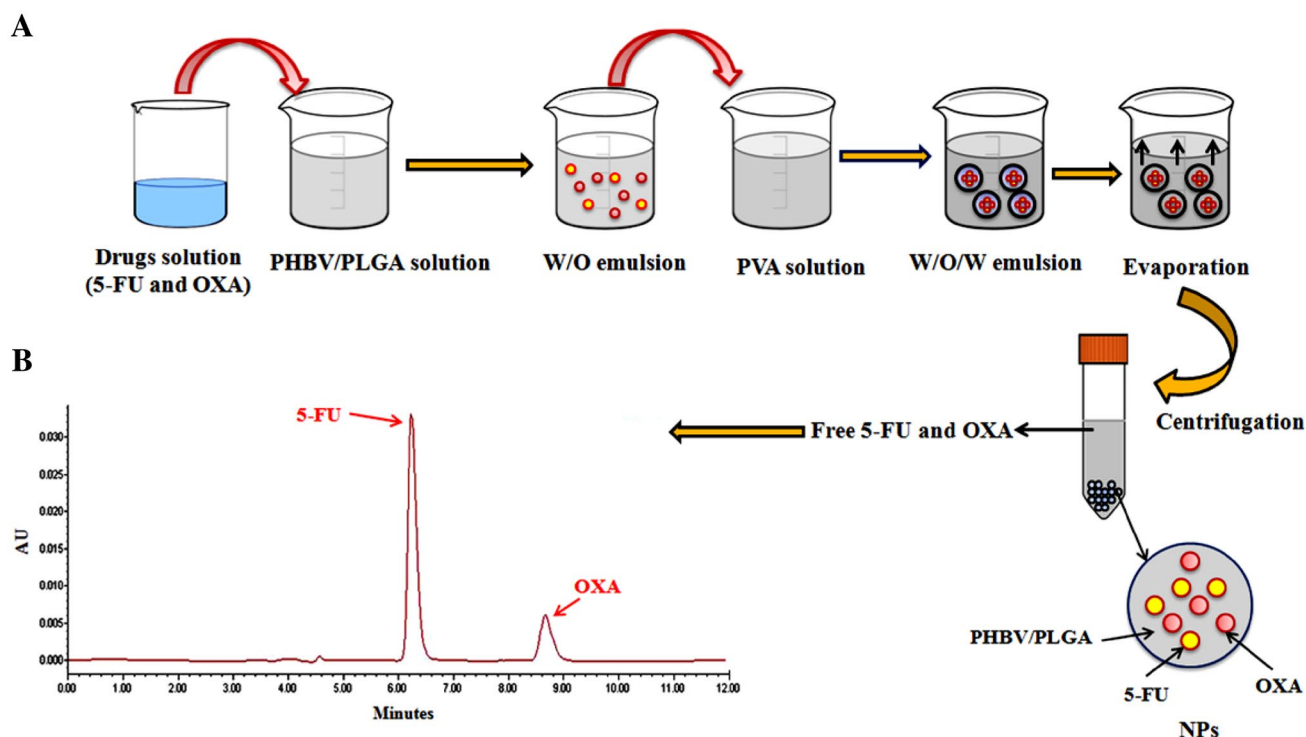 A
Drugs solution
(5-FU and OXA)
PHBV/PLGA solution
W/O emulsion
PVA solution
W/O/W emulsion
Evaporation
Centrifugation
Free 5-FU and OXA
PHBV/PLGA
5-FU
OXA
NPs
B
5-FU
OXA
AU
0.030
0.025
0.020
0.015
0.010
0.005
0.000
0.00 1.00 2.00 3.00 4.00 5.00 6.00 7.00 8.00 9.00 10.00 11.00 12.00
Minutes